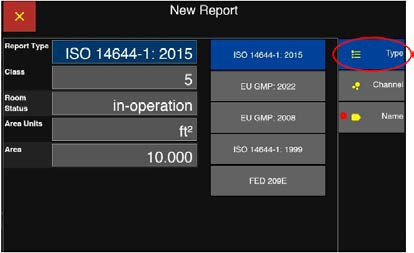 New Report
Report Type
ISO 14644-1: 2015
Class
5
Room Status
in-operation
Area Units
ft²
Area
10.000
ISO 14644-1: 2015
EU GMP: 2022
EU GMP: 2008
ISO 14644-1: 1999
FED 209E
Type
Channel
Name